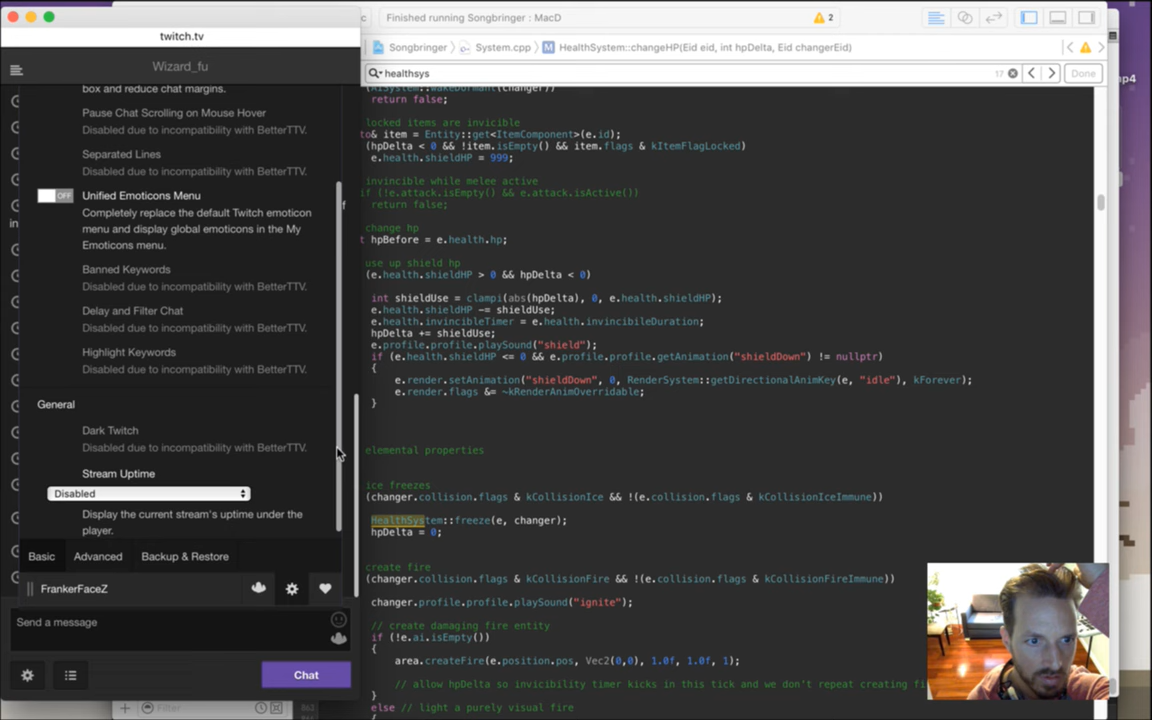 twitch.tv
Wizard_fu
box and reduce chat margins.
Pause Chat Scrolling on Mouse Hover
Disabled due to incompatibility with BetterTTV.
Separated Lines
Disabled due to incompatibility with BetterTTV.
OFF Unified Emoticons Menu
Completely replace the default Twitch emoticon
menu and display global emoticons in the My
Emoticons menu.
Banned Keywords
Disabled due to incompatibility with BetterTTV.
Delay and Filter Chat
Disabled due to incompatibility with BetterTTV.
Highlight Keywords
Disabled due to incompatibility with BetterTTV.
General
Dark Twitch
Disabled due to incompatibility with BetterTTV.
Stream Uptime
Disabled
Display the current stream's uptime under the
player.
Basic Advanced Backup & Restore
FrankerFaceZ
Send a message
Chat
Finished running Songbringer : MacD
2
Songbringer System.cpp M HealthSystem::changeHP(Eid eid, int hpDelta, Eid changerEid)
healthsys 17 Done
(AiSystem::wakeDormant(changer))
return false;
locked items are invicible
to& item = Entity::get<ItemComponent>(e.id);
(hpDelta < 0 && !item.isEmpty() && item.flags & kItemFlagLocked)
e.health.shieldHP = 999;
invincible while melee active
if (!e.attack.isEmpty() && e.attack.isActive())
return false;
change hp
t hpBefore = e.health.hp;
use up shield hp
(e.health.shieldHP > 0 && hpDelta < 0)
int shieldUse = clampi(abs(hpDelta), 0, e.health.shieldHP);
e.health.shieldHP -= shieldUse;
e.health.invincibleTimer = e.health.invincibileDuration;
hpDelta += shieldUse;
e.profile.profile.playSound("shield");
if (e.health.shieldHP <= 0 && e.profile.profile.getAnimation("shieldDown") != nullptr)
{
e.render.setAnimation("shieldDown", 0, RenderSystem::getDirectionalAnimKey(e, "idle"), kForever);
e.render.flags &= ~kRenderAnimOverridable;
}
elemental properties
ice freezes
(changer.collision.flags & kCollisionIce && !(e.collision.flags & kCollisionIceImmune))
HealthSystem::freeze(e, changer);
hpDelta = 0;
create fire
(changer.collision.flags & kCollisionFire && !(e.collision.flags & kCollisionFireImmune))
changer.profile.profile.playSound("ignite");
// create damaging fire entity
if (!e.ai.isEmpty())
{
area.createFire(e.position.pos, Vec2(0,0), 1.0f, 1.0f, 1);
// allow hpDelta so invicibility timer kicks in this tick and we don't repeat creating fi
}
else // light a purely visual fire
Filter
862
mp4